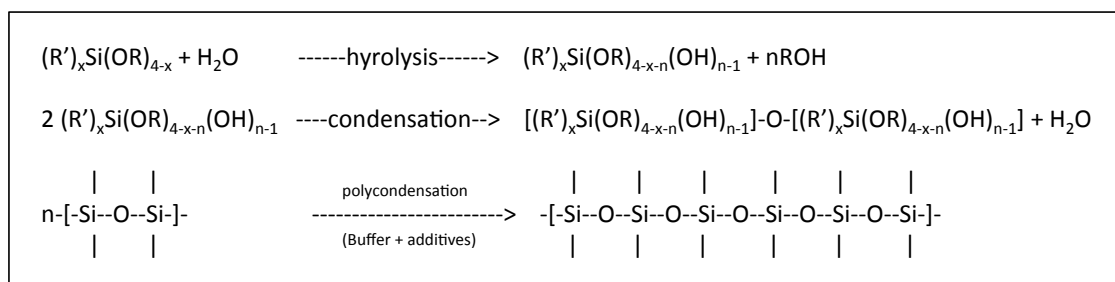 (R')ₓSi(OR)₄₋ₓ + H₂O ------hyrolysis------> (R')ₓSi(OR)₄₋ₓ₋ₙ(OH)ₙ₋₁ + nROH
2 (R')ₓSi(OR)₄₋ₓ₋ₙ(OH)ₙ₋₁ ----condensation--> [(R')ₓSi(OR)₄₋ₓ₋ₙ(OH)ₙ₋₁]-O-[(R')ₓSi(OR)₄₋ₓ₋ₙ(OH)ₙ₋₁] + H₂O
| | polycondensation | | | | | |
n-[-Si--O--Si-]- ------------------------> -[-Si--O--Si--O--Si--O--Si--O--Si--O--Si-]-
| | (Buffer + additives) | | | | | |